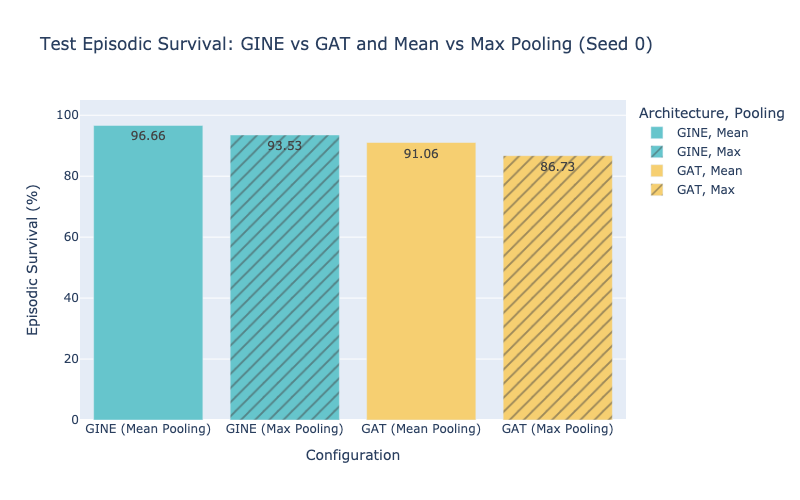 Test Episodic Survival: GINE vs GAT and Mean vs Max Pooling (Seed 0)
Architecture, Pooling
GINE, Mean
GINE, Max
GAT, Mean
GAT, Max
Episodic Survival (%)
100
80
60
40
20
0
96.66
93.53
91.06
86.73
GINE (Mean Pooling)
GINE (Max Pooling)
GAT (Mean Pooling)
GAT (Max Pooling)
Configuration